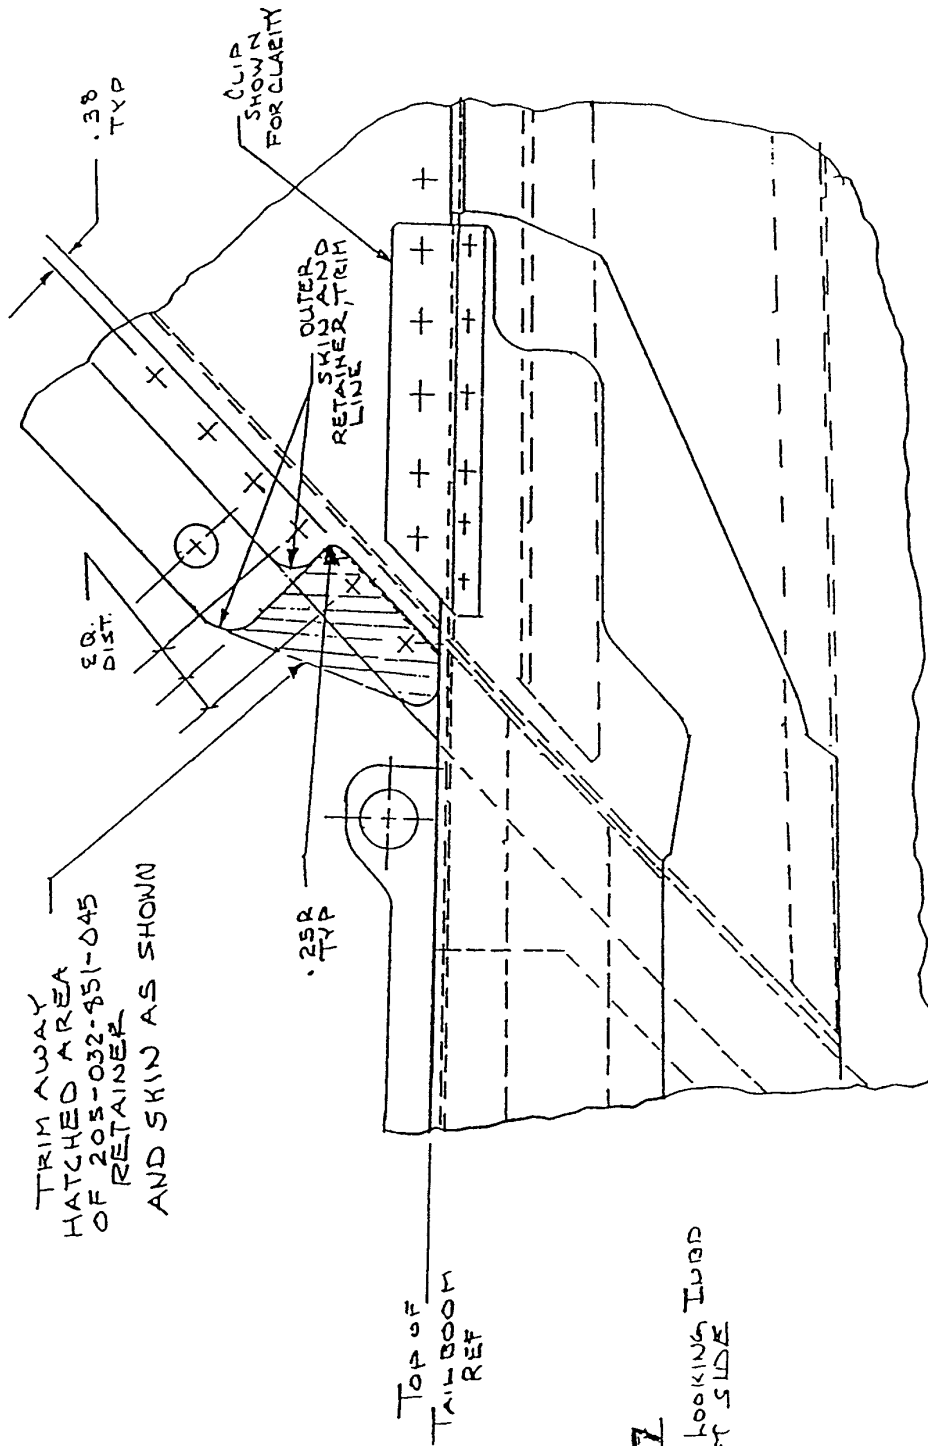 .38
TYP
CLIP
SHOWN
FOR CLARITY
OUTER
SKIN AND
RETAINER, TRIM
LINE
EQ.
DIST.
TRIM AWAY
HATCHED AREA
OF 205-032-851-045
RETAINER
AND SKIN AS SHOWN
.25R
TYP
TOP OF
TAILBOOM
REF
LOOKING INBD
SIDE